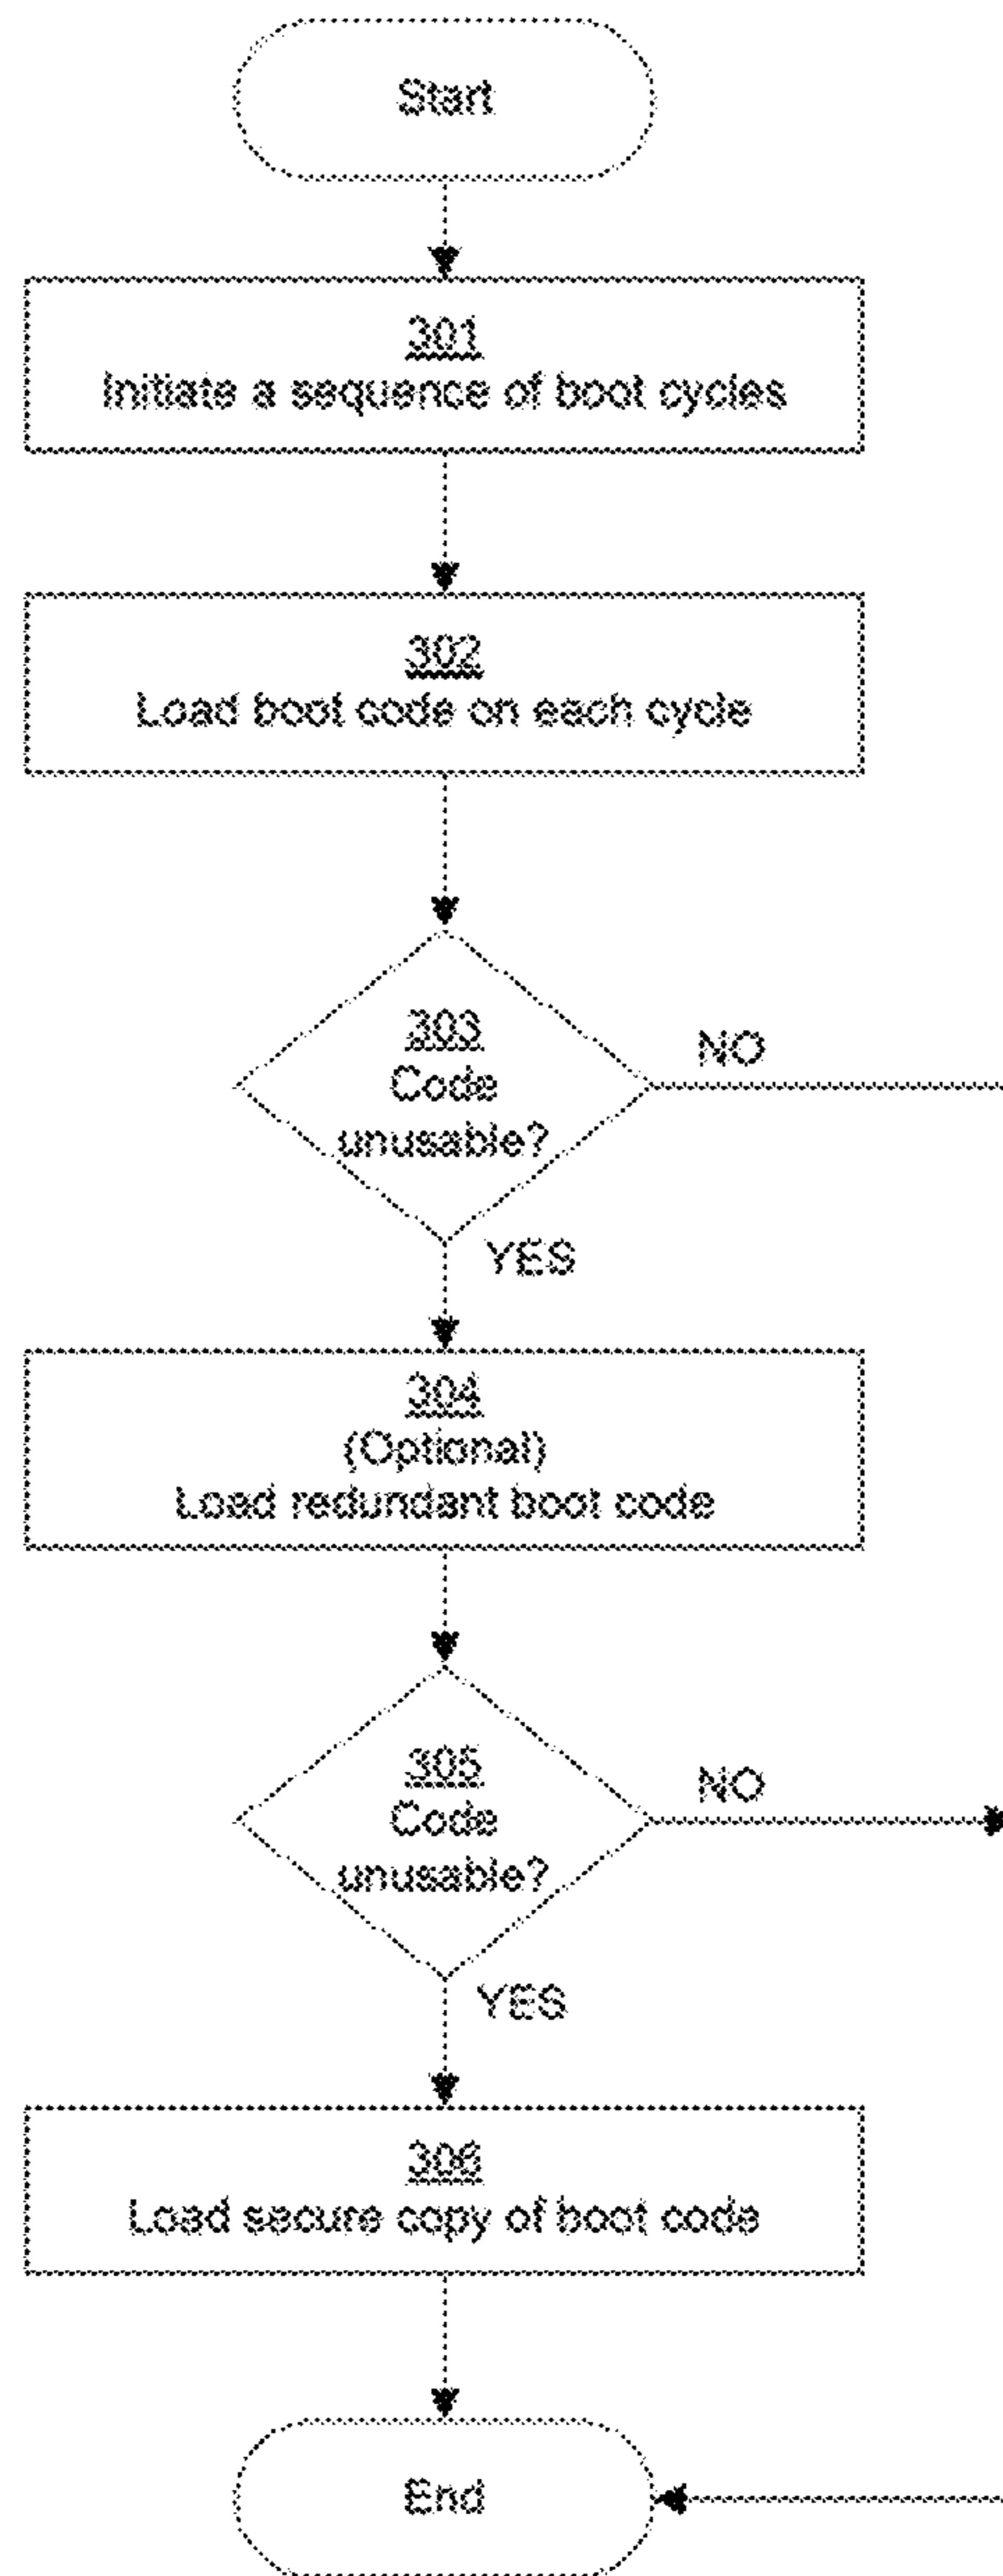 Start
301
Initiate a sequence of boot cycles
302
Load boot code on each cycle
303
Code
unusable?
NO
YES
304
(Optional)
Load redundant boot code
305
Code
unusable?
NO
YES
306
Load secure copy of boot code
End